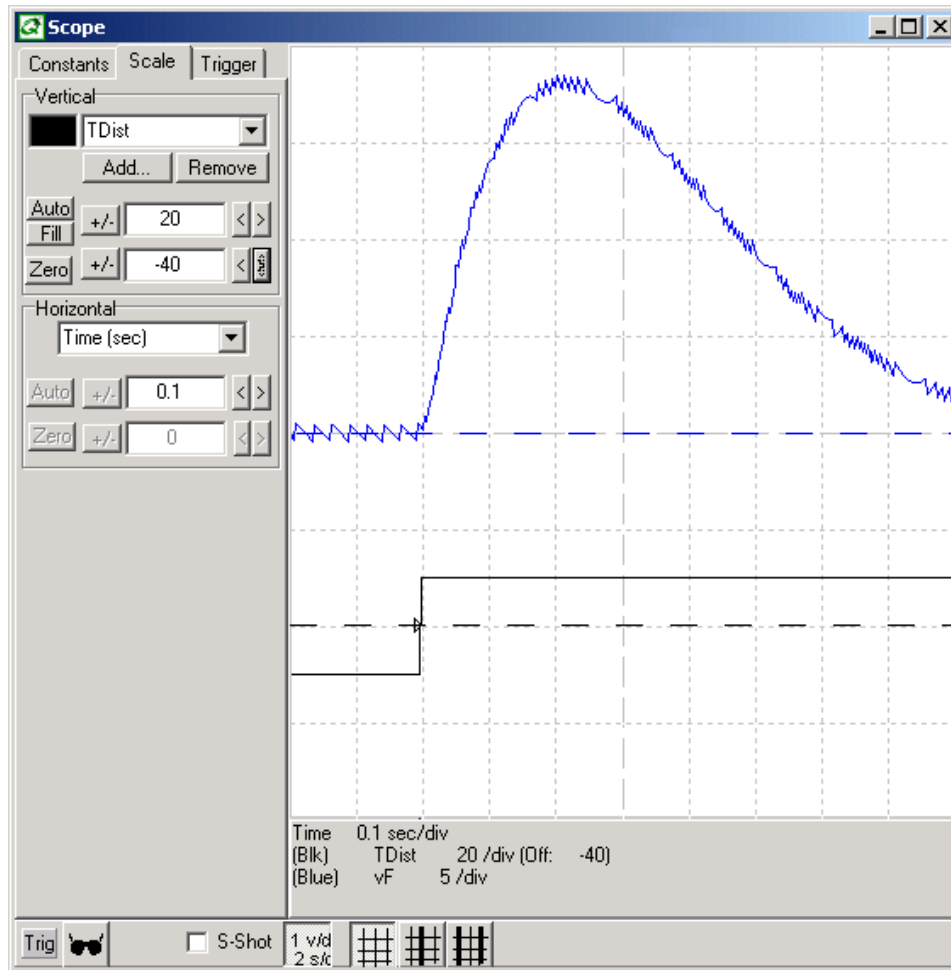 Scope
Constants Scale Trigger
Vertical
TDist
Add... Remove
Auto
Fill
+/- 20 < >
Zero +/- -40 <
Horizontal
Time (sec)
Auto +/- 0.1 < >
Zero +/- 0 < >
Time 0.1 sec/div
(Blk) TDist 20 /div (Off: -40)
(Blue) vF 5 /div
Trig S-Shot 1 v/d
2 s/c